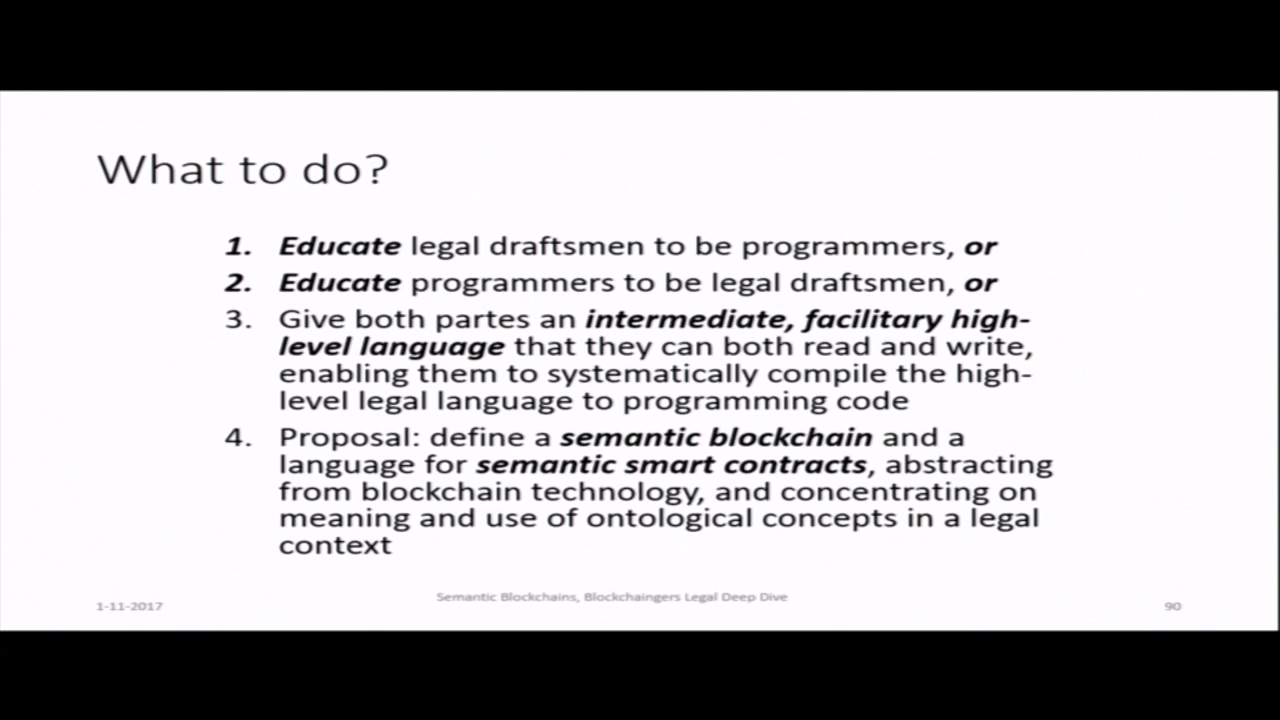 What to do?
1. Educate legal draftsmen to be programmers, or
2. Educate programmers to be legal draftsmen, or
3. Give both partes an intermediate, facilitary high-
level language that they can both read and write,
enabling them to systematically compile the high-
level legal language to programming code
4. Proposal: define a semantic blockchain and a
language for semantic smart contracts, abstracting
from blockchain technology, and concentrating on
meaning and use of ontological concepts in a legal
context
1-11-2017
Semantic Blockchains, Blockchaingers Legal Deep Dive
90